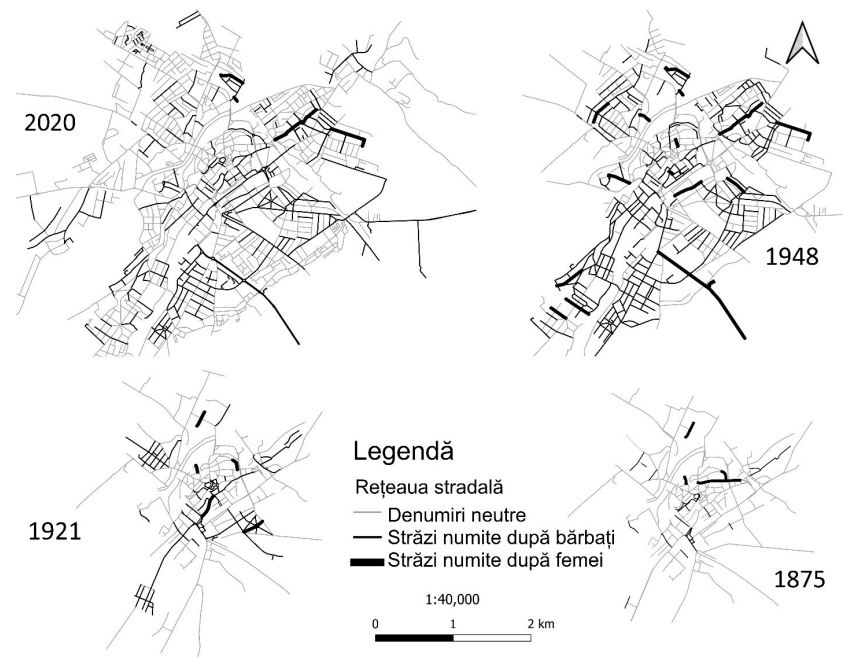 2020
1948
1921
1875
Legendă
Rețeaua stradală
Denumiri neutre
Străzi numite după bărbați
Străzi numite după femei
1:40,000
0 1 2 km